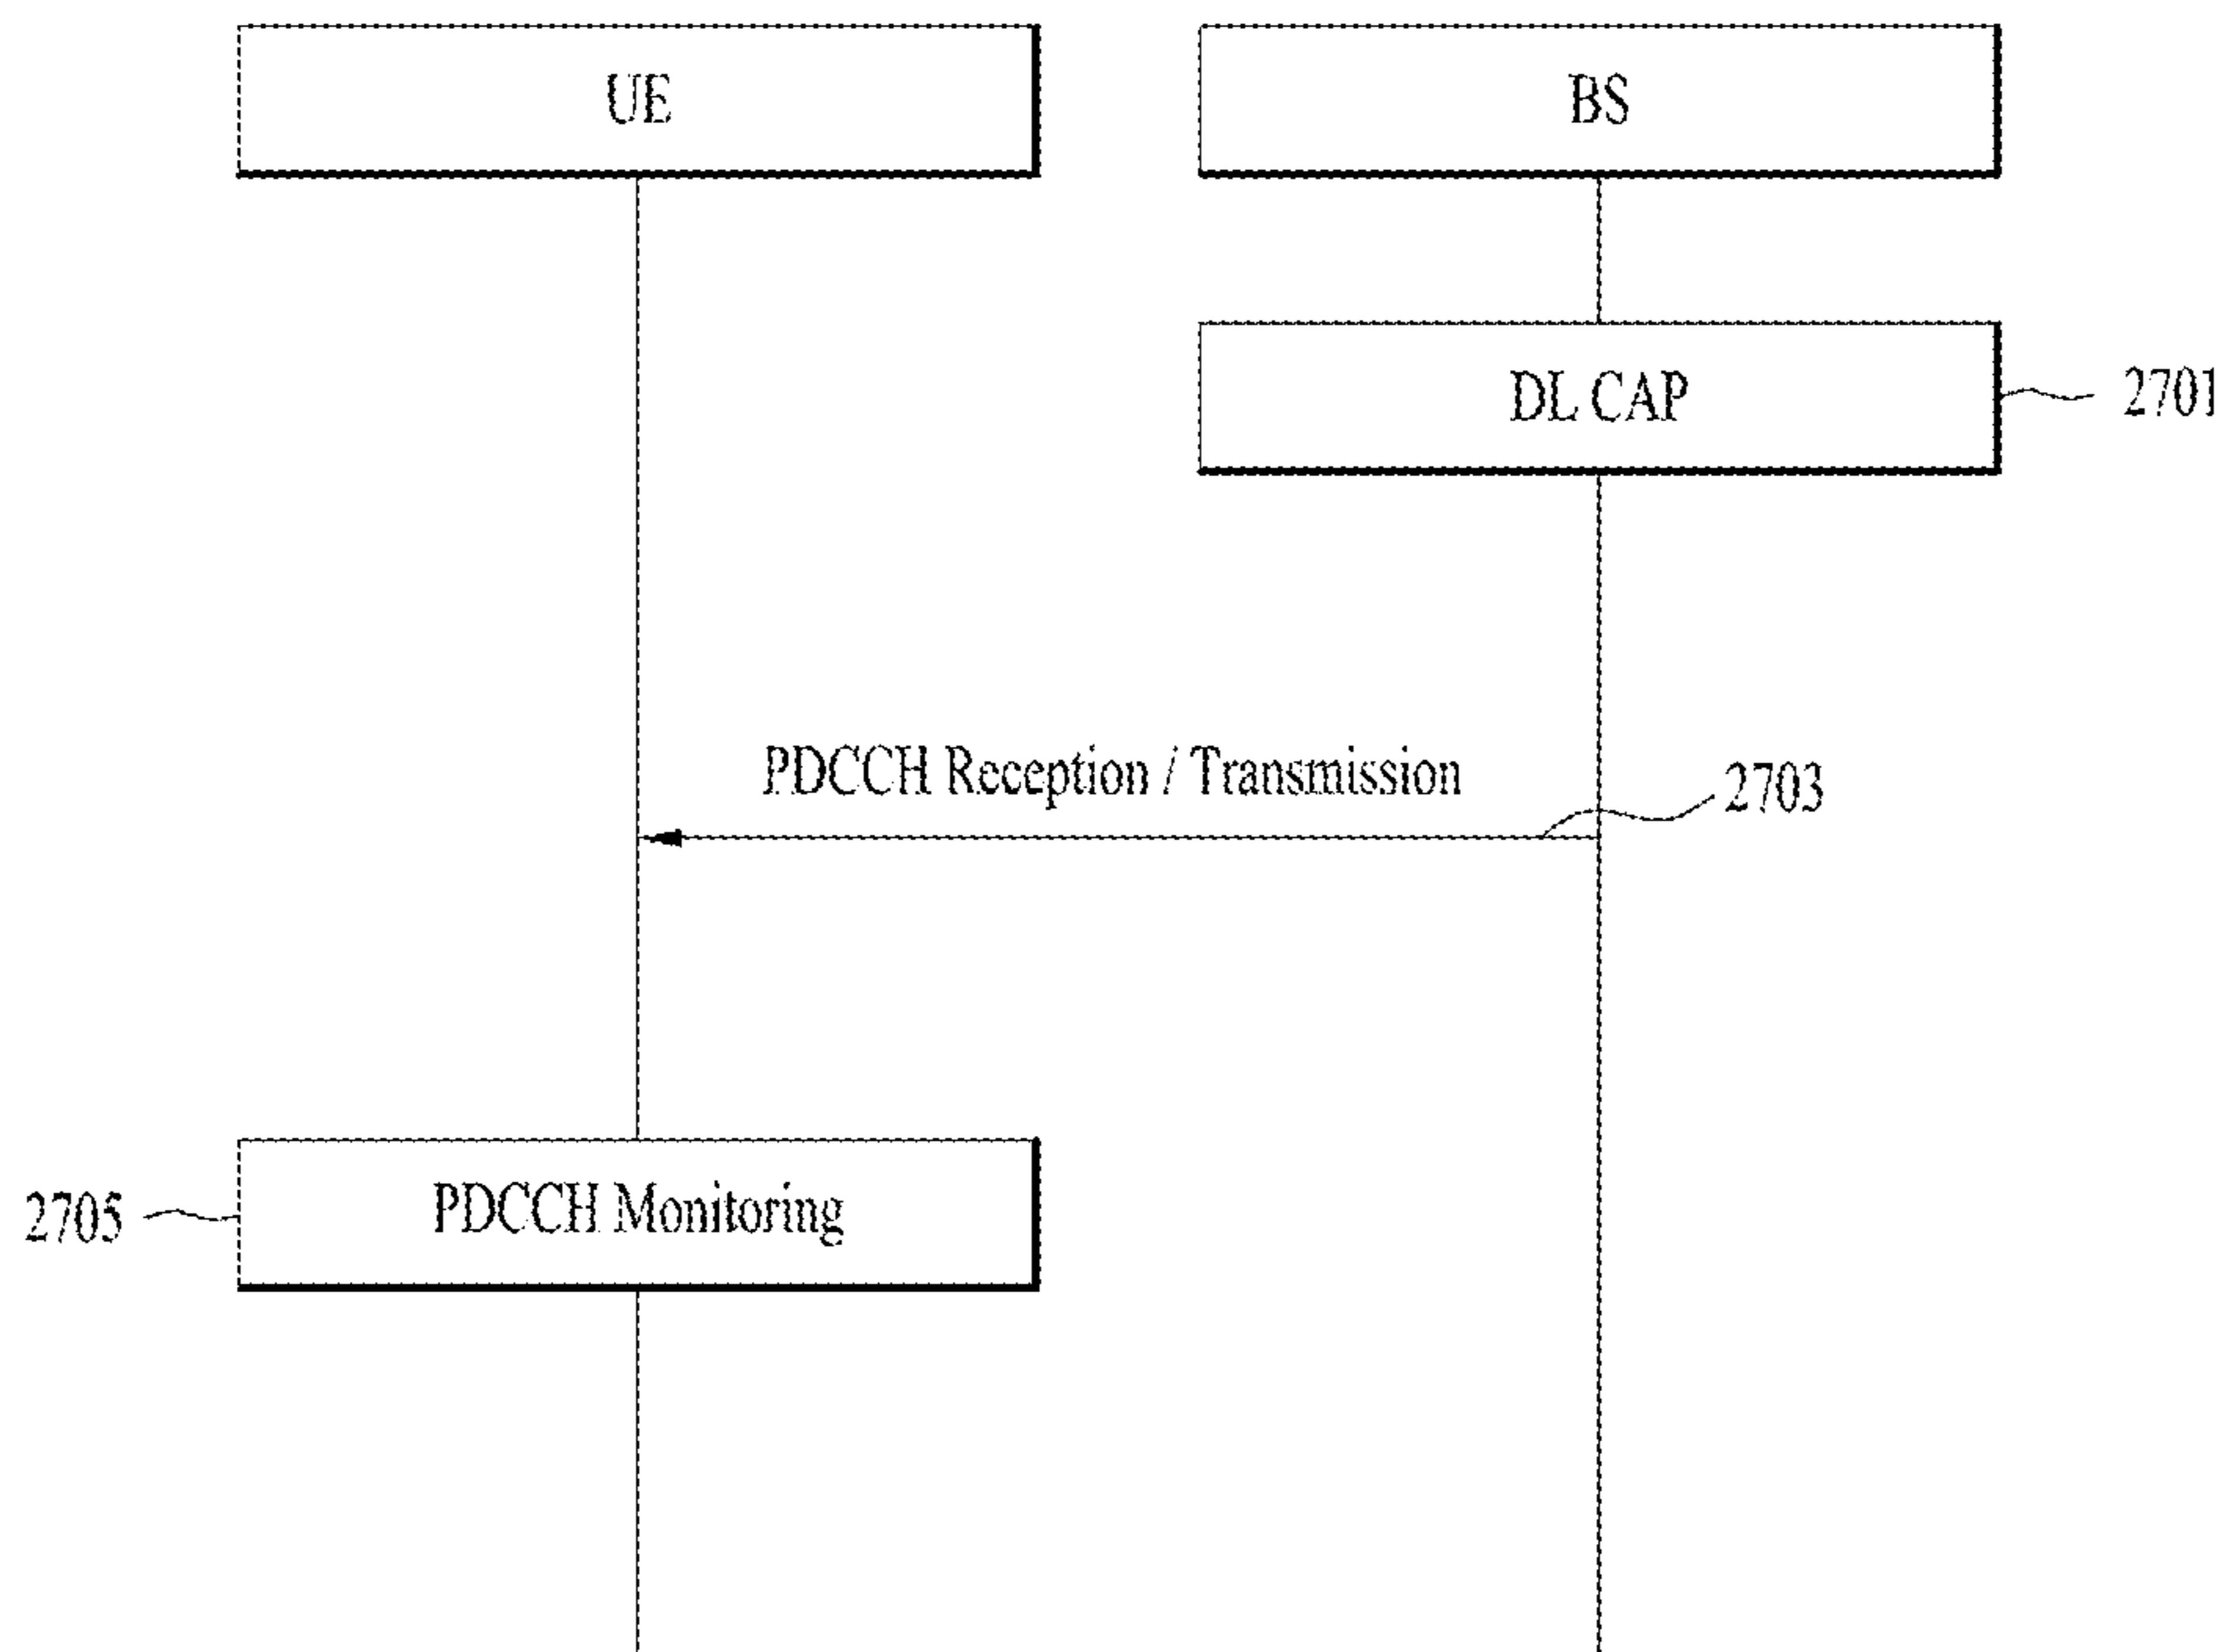 UE
BS
DL CAP
2701
PDCCH Reception / Transmission
2703
2705
PDCCH Monitoring